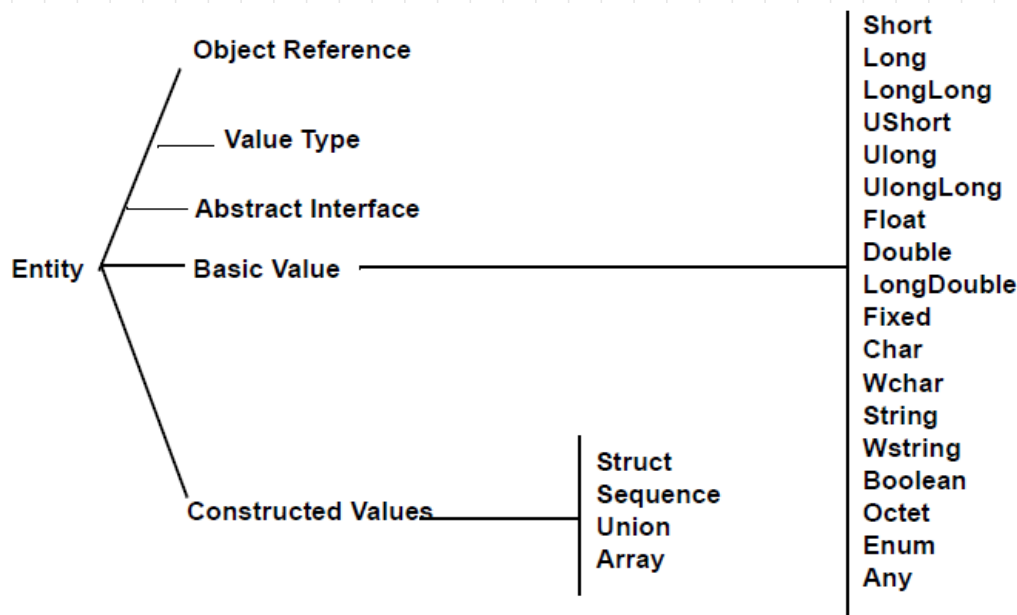 Object Reference
Value Type
Abstract Interface
Entity
Basic Value
Constructed Values
Struct
Sequence
Union
Array
Short
Long
LongLong
UShort
Ulong
UlongLong
Float
Double
LongDouble
Fixed
Char
Wchar
String
Wstring
Boolean
Octet
Enum
Any